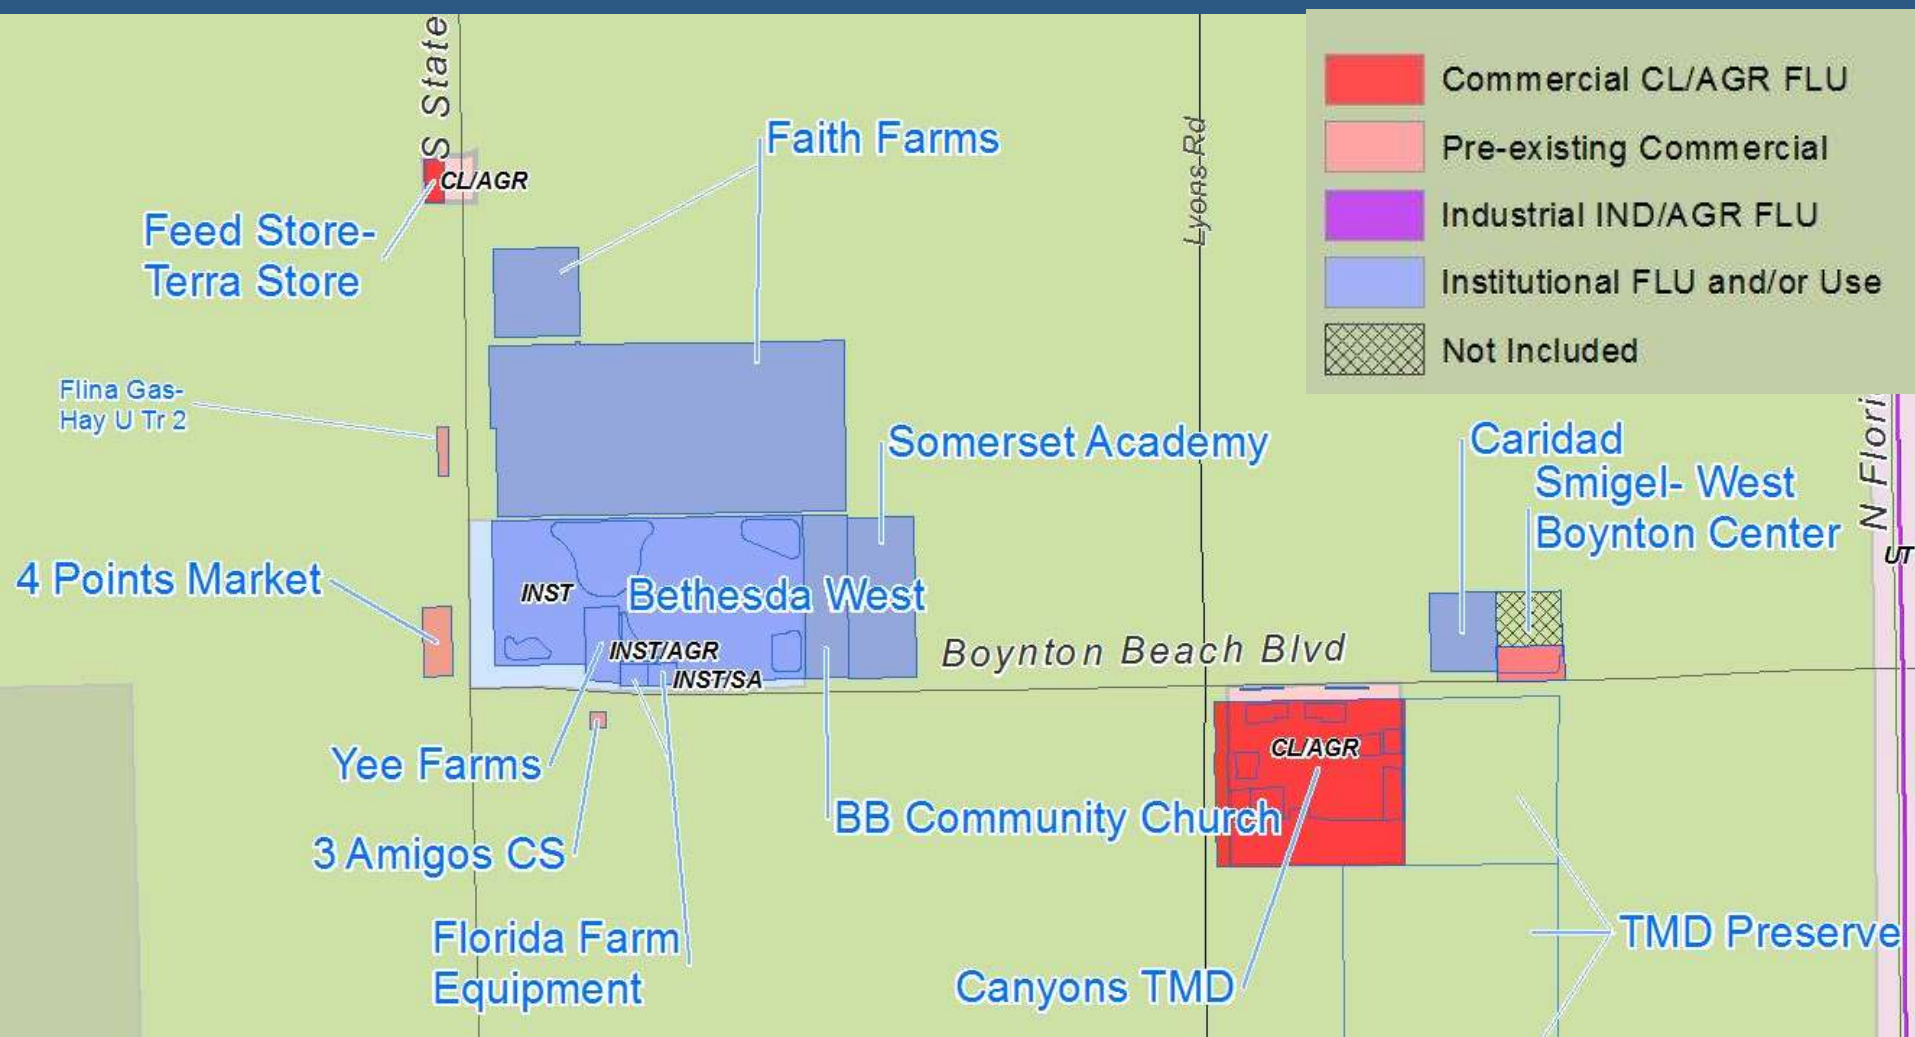 S State
Lyons Rd
Commercial CL/AGR FLU
Pre-existing Commercial
Industrial IND/AGR FLU
Institutional FLU and/or Use
Not Included
Faith Farms
CL/AGR
Feed Store-
Terra Store
Flina Gas-
Hay U Tr 2
Somerset Academy
Caridad
Smigel- West
Boynton Center
N Flori
UT
4 Points Market
INST
Bethesda West
INST/AGR
INST/SA
Boynton Beach Blvd
Yee Farms
3 Amigos CS
BB Community Church
CL/AGR
Florida Farm
Equipment
Canyons TMD
TMD Preserve